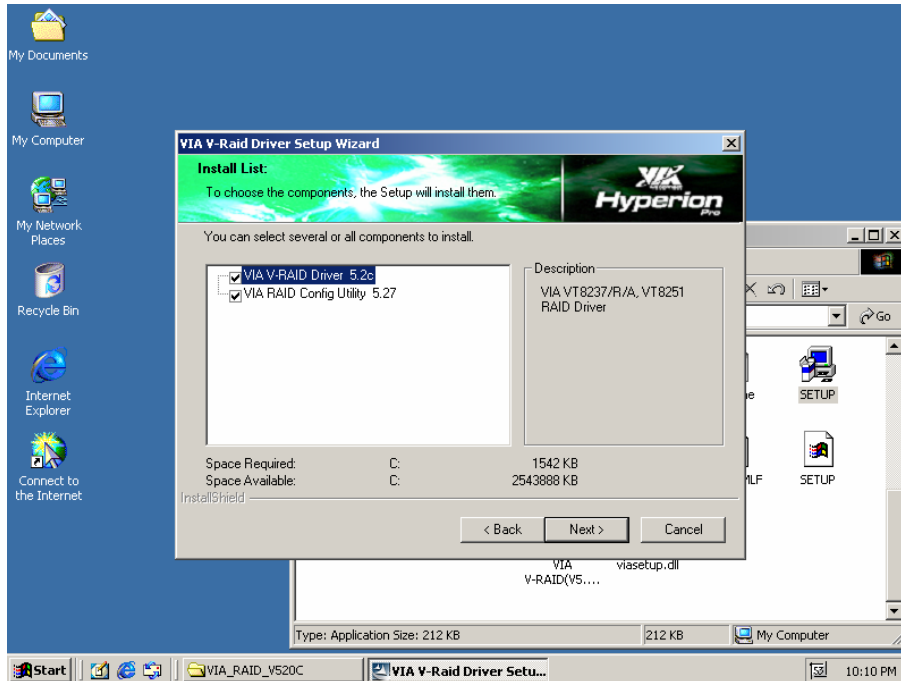 My Documents
My Computer
My Network
Places
Recycle Bin
Internet
Explorer
Connect to
the Internet
VIA V-Raid Driver Setup Wizard
Install List:
To choose the components, the Setup will install them.
VIA
Hyperion
Pro
You can select several or all components to install.
VIA V-RAID Driver 5.2c
VIA RAID Config Utility 5.27
Description
VIA VT8237/R/A, VT8251
RAID Driver
Space Required: C: 1542 KB
Space Available: C: 2543888 KB
InstallShield
< Back Next > Cancel
Go
SETUP
SETUP
VIA
V-RAID(V5....
viasetup.dll
Type: Application Size: 212 KB 212 KB My Computer
Start VIA_RAID_V520C VIA V-Raid Driver Setu... 10:10 PM